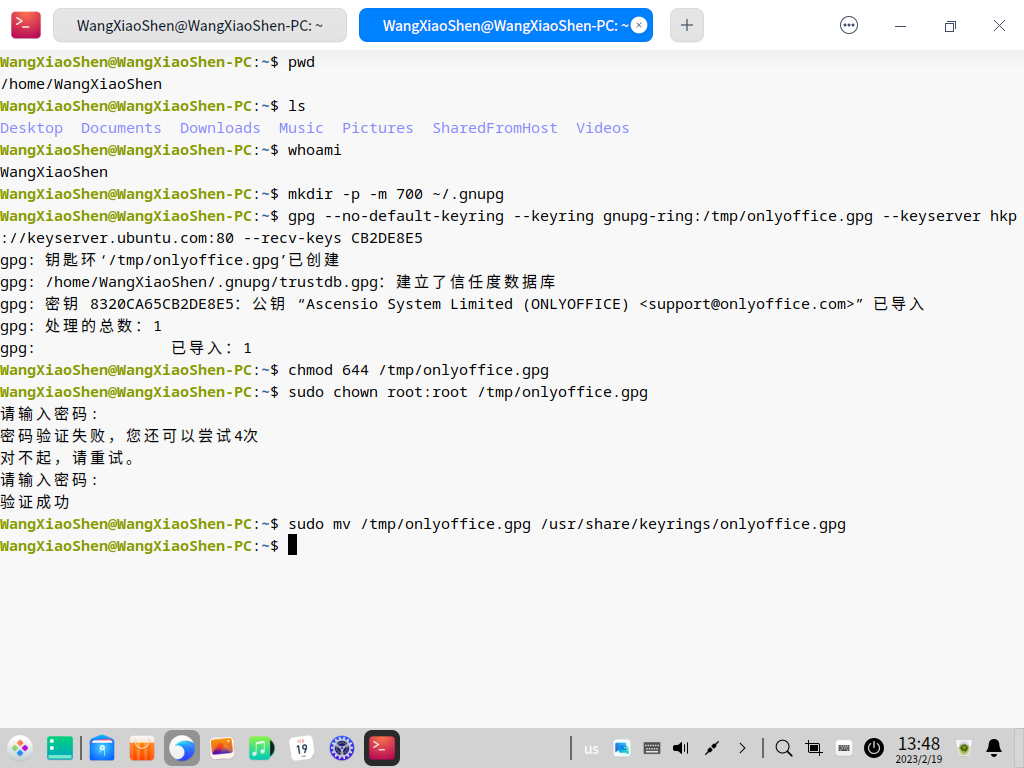 WangXiaoShen@WangXiaoShen-PC: ~
WangXiaoShen@WangXiaoShen-PC: ~
WangXiaoShen@WangXiaoShen-PC:~$ pwd
/home/WangXiaoShen
WangXiaoShen@WangXiaoShen-PC:~$ ls
Desktop  Documents  Downloads  Music  Pictures  SharedFromHost  Videos
WangXiaoShen@WangXiaoShen-PC:~$ whoami
WangXiaoShen
WangXiaoShen@WangXiaoShen-PC:~$ mkdir -p -m 700 ~/.gnupg
WangXiaoShen@WangXiaoShen-PC:~$ gpg --no-default-keyring --keyring gnupg-ring:/tmp/onlyoffice.gpg --keyserver hkp
://keyserver.ubuntu.com:80 --recv-keys CB2DE8E5
gpg: 钥匙环‘/tmp/onlyoffice.gpg’已创建
gpg: /home/WangXiaoShen/.gnupg/trustdb.gpg：建立了信任度数据库
gpg: 密钥 8320CA65CB2DE8E5：公钥 “Ascensio System Limited (ONLYOFFICE) <support@onlyoffice.com>” 已导入
gpg: 处理的总数：1
gpg:               已导入：1
WangXiaoShen@WangXiaoShen-PC:~$ chmod 644 /tmp/onlyoffice.gpg
WangXiaoShen@WangXiaoShen-PC:~$ sudo chown root:root /tmp/onlyoffice.gpg
请输入密码:
密码验证失败，您还可以尝试4次
对不起，请重试。
请输入密码:
验证成功
WangXiaoShen@WangXiaoShen-PC:~$ sudo mv /tmp/onlyoffice.gpg /usr/share/keyrings/onlyoffice.gpg
WangXiaoShen@WangXiaoShen-PC:~$
19
us
13:48
2023/2/19